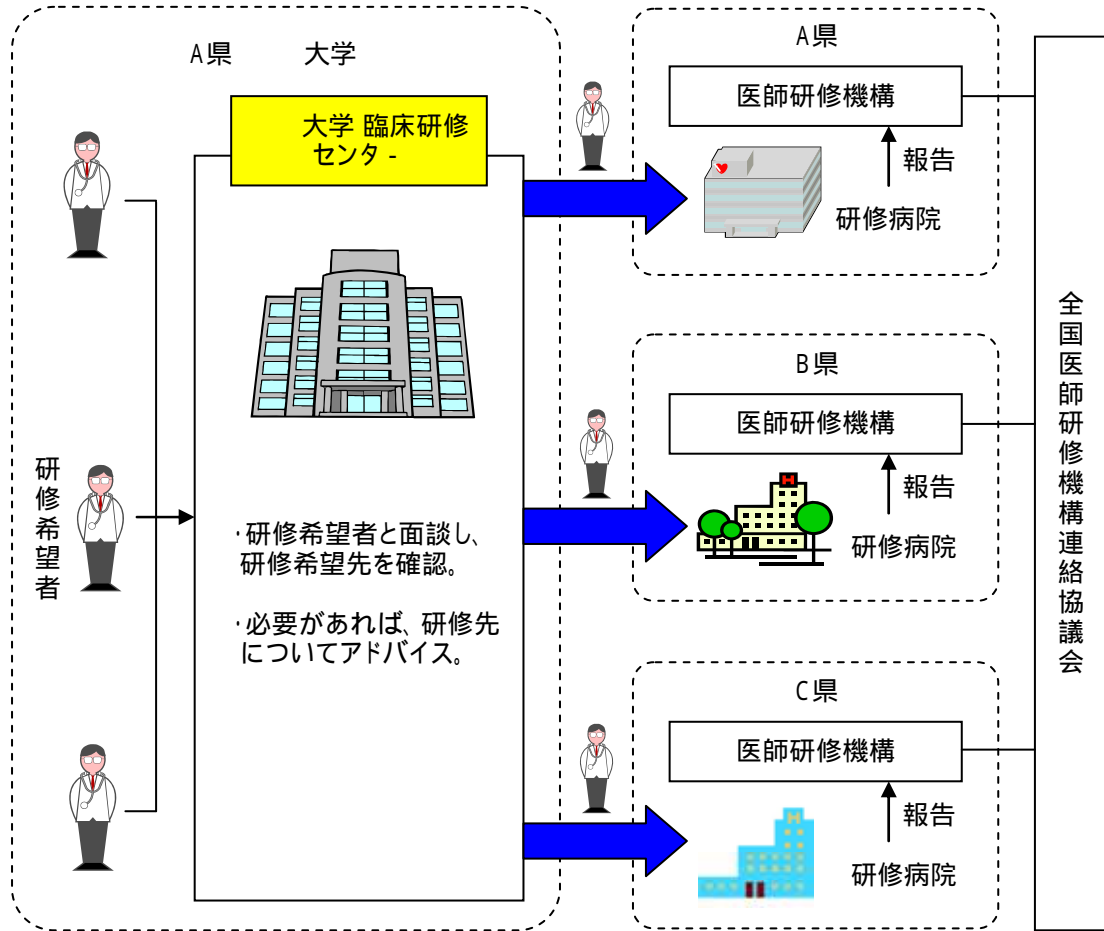 A県 大学
大学 臨床研修
センタ-
研修希望者
・研修希望者と面談し、
研修希望先を確認。
・必要があれば、研修先
についてアドバイス。
A県
医師研修機構
報告
研修病院
B県
医師研修機構
報告
研修病院
H
C県
医師研修機構
報告
研修病院
H
全国医師研修機構連絡協議会